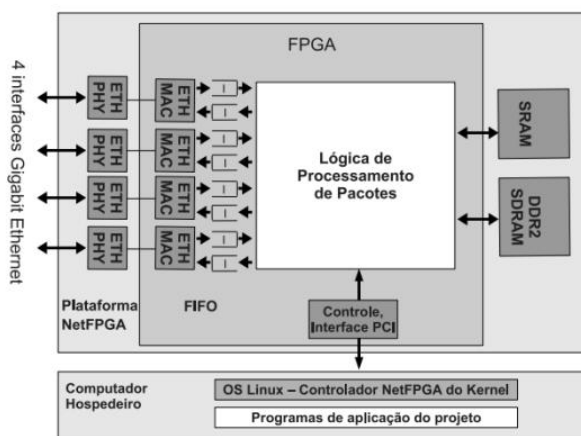 FPGA
4 interfaces Gigabit Ethernet
ETH
PHY
ETH
MAC
ETH
PHY
ETH
MAC
ETH
PHY
ETH
MAC
ETH
PHY
ETH
MAC
Lógica de
Processamento
de Pacotes
SRAM
DDR2
SDRAM
Plataforma
NetFPGA
FIFO
Controle,
Interface PCI
Computador
Hospedeiro
OS Linux – Controlador NetFPGA do Kernel
Programas de aplicação do projeto